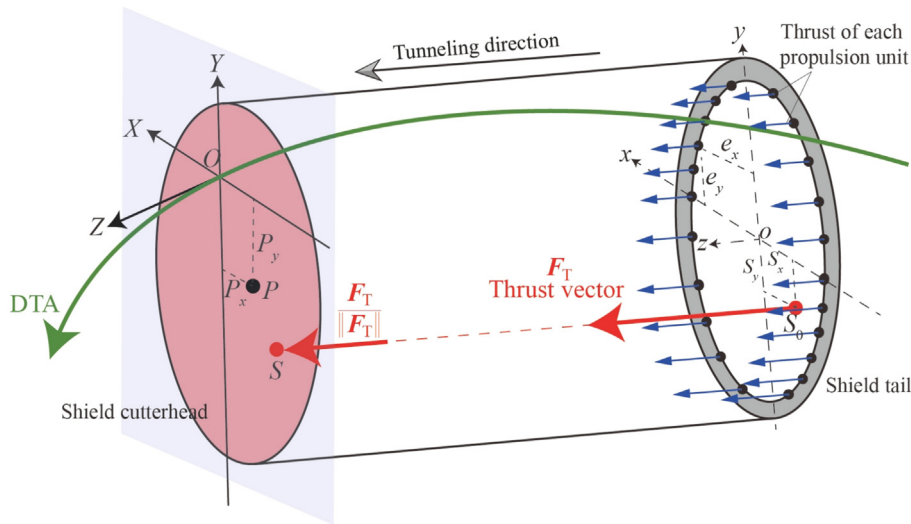 Tunneling direction
Thrust of each
propulsion unit
y
Y
X
O
Z
DTA
P_y
P_x
P
F_T
‖F_T‖
S
Shield cutterhead
F_T
Thrust vector
x
e_x
e_y
z
o
S_y
S_x
S_0
Shield tail